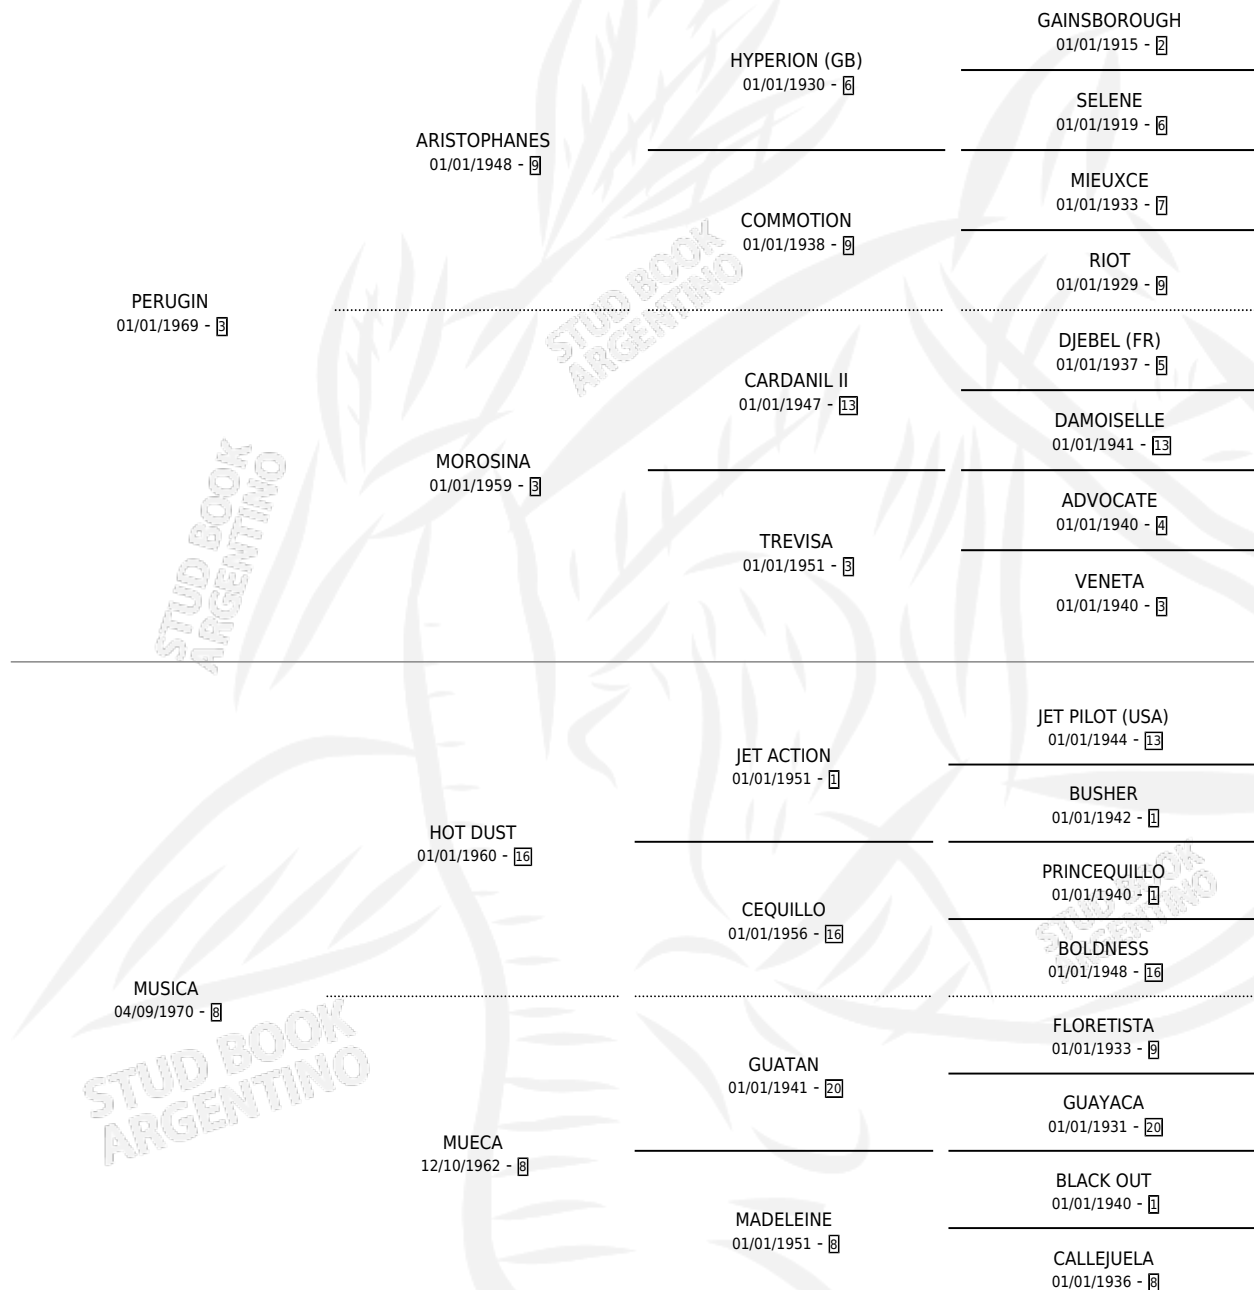 GAINSBOROUGH
01/01/1915 - 2
HYPERION (GB)
01/01/1930 - 6
SELENE
01/01/1919 - 6
ARISTOPHANES
01/01/1948 - 9
MIEUXCE
01/01/1933 - 7
COMMOTION
01/01/1938 - 9
RIOT
01/01/1929 - 9
PERUGIN
01/01/1969 - 3
DJEBEL (FR)
01/01/1937 - 5
CARDANIL II
01/01/1947 - 13
DAMOISELLE
01/01/1941 - 13
MOROSINA
01/01/1959 - 3
ADVOCATE
01/01/1940 - 4
TREVISA
01/01/1951 - 3
VENETA
01/01/1940 - 3
JET PILOT (USA)
01/01/1944 - 13
JET ACTION
01/01/1951 - 1
BUSHER
01/01/1942 - 1
HOT DUST
01/01/1960 - 16
PRINCEQUILLO
01/01/1940 - 1
CEQUILLO
01/01/1956 - 16
BOLDNESS
01/01/1948 - 16
MUSICA
04/09/1970 - 8
FLORETISTA
01/01/1933 - 9
GUATAN
01/01/1941 - 20
GUAYACA
01/01/1931 - 20
MUECA
12/10/1962 - 8
BLACK OUT
01/01/1940 - 1
MADELEINE
01/01/1951 - 8
CALLEJUELA
01/01/1936 - 8
STUD BOOK
ARGENTINO
STUD BOOK
ARGENTINO
STUD BOOK
ARGENTINO
STUD BOOK
ARGENTINO